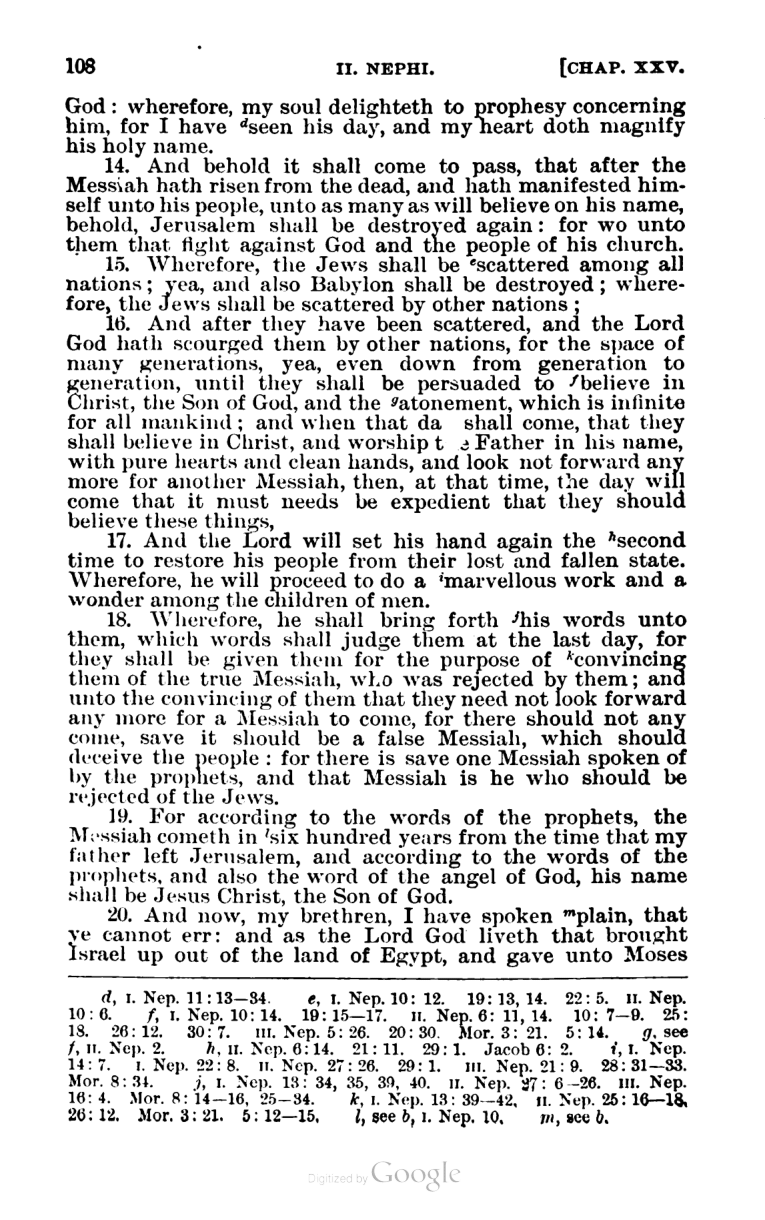 108 II. NEPHI. [CHAP. XXV.
God : wherefore, my soul delighteth to prophesy concerning
him, for I have ᵈseen his day, and my heart doth magnify
his holy name.
14. And behold it shall come to pass, that after the
Messiah hath risen from the dead, and hath manifested him-
self unto his people, unto as many as will believe on his name,
behold, Jerusalem shall be destroyed again : for wo unto
them that fight against God and the people of his church.
15. Wherefore, the Jews shall be ᵉscattered among all
nations ; yea, and also Babylon shall be destroyed ; where-
fore, the Jews shall be scattered by other nations ;
16. And after they have been scattered, and the Lord
God hath scourged them by other nations, for the space of
many generations, yea, even down from generation to
generation, until they shall be persuaded to ᶠbelieve in
Christ, the Son of God, and the ᵍatonement, which is infinite
for all mankind ; and when that da shall come, that they
shall believe in Christ, and worship t e Father in his name,
with pure hearts and clean hands, and look not forward any
more for another Messiah, then, at that time, the day will
come that it must needs be expedient that they should
believe these things,
17. And the Lord will set his hand again the ʰsecond
time to restore his people from their lost and fallen state.
Wherefore, he will proceed to do a ⁱmarvellous work and a
wonder among the children of men.
18. Wherefore, he shall bring forth ʲhis words unto
them, which words shall judge them at the last day, for
they shall be given them for the purpose of ᵏconvincing
them of the true Messiah, who was rejected by them ; and
unto the convincing of them that they need not look forward
any more for a Messiah to come, for there should not any
come, save it should be a false Messiah, which should
deceive the people : for there is save one Messiah spoken of
by the prophets, and that Messiah is he who should be
rejected of the Jews.
19. For according to the words of the prophets, the
Messiah cometh in ˡsix hundred years from the time that my
father left Jerusalem, and according to the words of the
prophets, and also the word of the angel of God, his name
shall be Jesus Christ, the Son of God.
20. And now, my brethren, I have spoken ᵐplain, that
ye cannot err : and as the Lord God liveth that brought
Israel up out of the land of Egypt, and gave unto Moses
d, I. Nep. 11 : 13—34. e, I. Nep. 10 : 12. 19 : 13, 14. 22 : 5. II. Nep.
10 : 6. f, I. Nep. 10 : 14. 19 : 15—17. II. Nep. 6 : 11, 14. 10 : 7—9. 25 :
18. 26 : 12. 30 : 7. III. Nep. 5 : 26. 20 : 30. Mor. 3 : 21. 5 : 14. g, see
f, II. Nep. 2. h, II. Nep. 6 : 14. 21 : 11. 29 : 1. Jacob 6 : 2. i, I. Nep.
14 : 7. I. Nep. 22 : 8. II. Nep. 27 : 26. 29 : 1. III. Nep. 21 : 9. 28 : 31—33.
Mor. 8 : 34. j, I. Nep. 13 : 34, 35, 39, 40. II. Nep. 27 : 6—26. III. Nep.
16 : 4. Mor. 8 : 14—16, 25—34. k, I. Nep. 13 : 39—42, II. Nep. 25 : 16—18,
26 : 12. Mor. 3 : 21. 5 : 12—15, l, see b, I. Nep. 10, m, see b.
Digitized by Google